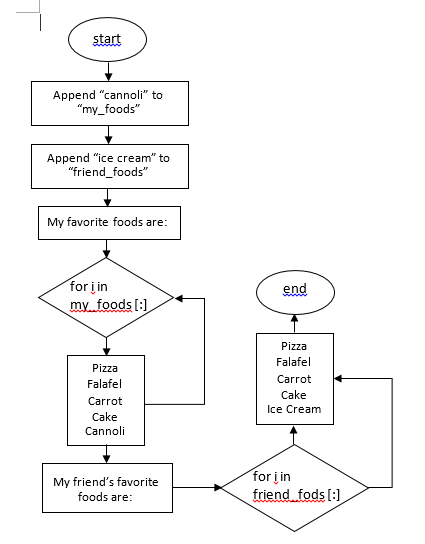 start
Append “cannoli” to
“my_foods”
Append “ice cream” to
“friend_foods”
My favorite foods are:
for i in
my_foods[:]
Pizza
Falafel
Carrot
Cake
Cannoli
My friend’s favorite
foods are:
for i in
friend_fods[:]
Pizza
Falafel
Carrot
Cake
Ice Cream
end